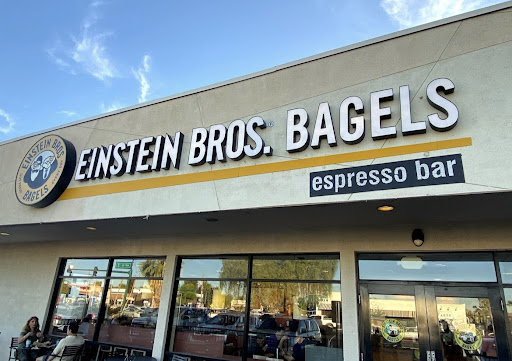 EINSTEIN BROS. BAGELS
EINSTEIN BROS.
BAGELS
espresso bar